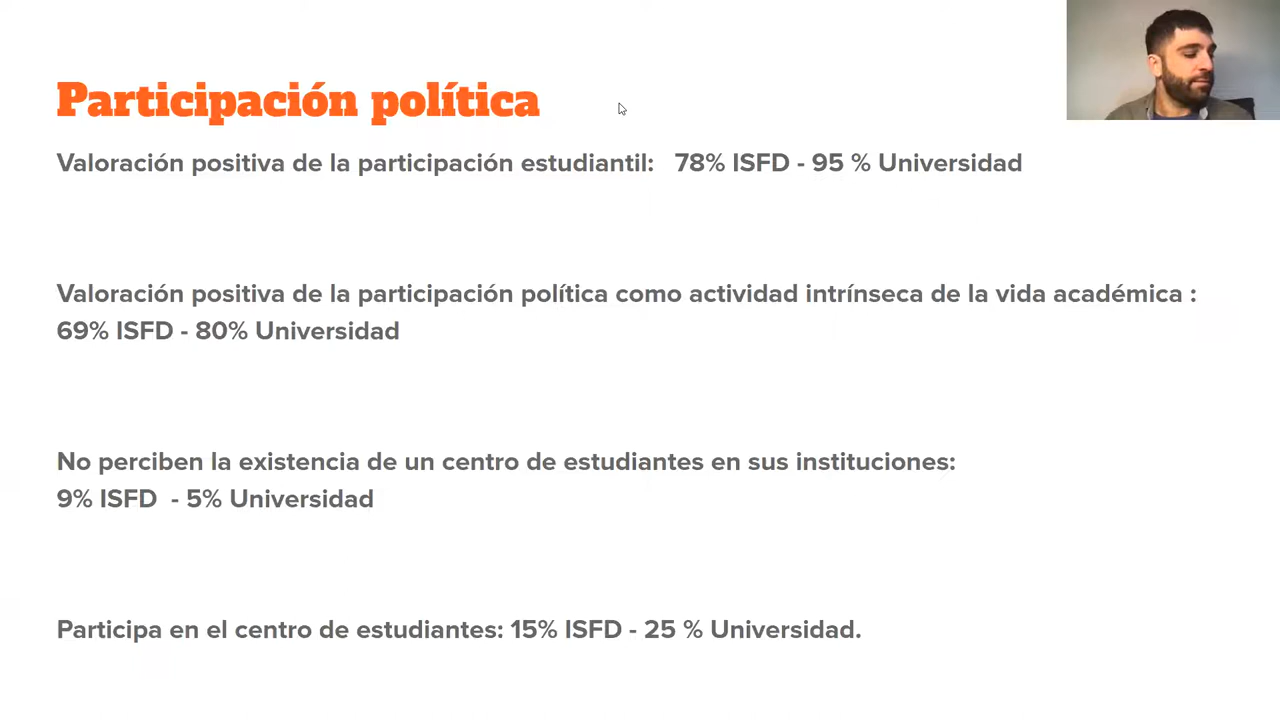 Participación política
Valoración positiva de la participación estudiantil: 78% ISFD - 95 % Universidad
Valoración positiva de la participación política como actividad intrínseca de la vida académica :
69% ISFD - 80% Universidad
No perciben la existencia de un centro de estudiantes en sus instituciones:
9% ISFD - 5% Universidad
Participa en el centro de estudiantes: 15% ISFD - 25 % Universidad.